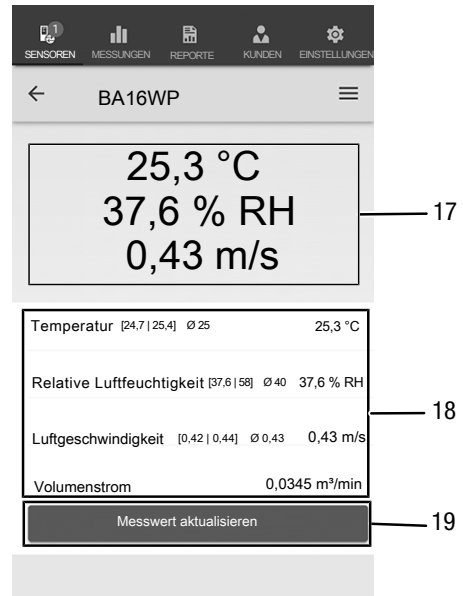 1
SENSOREN MESSUNGEN REPORTE KUNDEN EINSTELLUNGEN
BA16WP
25,3 °C
37,6 % RH
0,43 m/s
17
Temperatur [24,7 | 25,4] Ø 25 25,3 °C
Relative Luftfeuchtigkeit [37,6 | 58] Ø 40 37,6 % RH
18
Luftgeschwindigkeit [0,42 | 0,44] Ø 0,43 0,43 m/s
Volumenstrom 0,0345 m³/min
Messwert aktualisieren 19